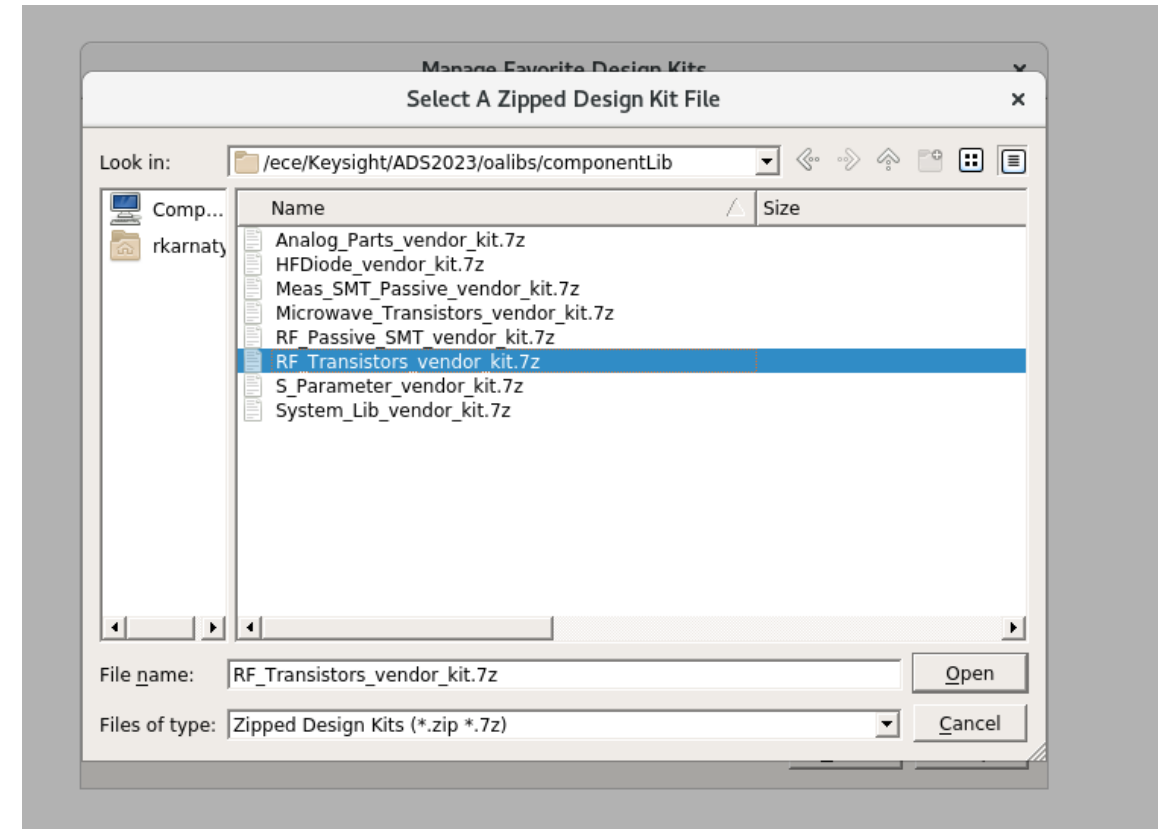 Manage Favorite Design Kits
Select A Zipped Design Kit File
Look in: /ece/Keysight/ADS2023/oalibs/componentLib
Comp...
rkarnaty
Name Size
Analog_Parts_vendor_kit.7z
HFDiode_vendor_kit.7z
Meas_SMT_Passive_vendor_kit.7z
Microwave_Transistors_vendor_kit.7z
RF_Passive_SMT_vendor_kit.7z
RF_Transistors_vendor_kit.7z
S_Parameter_vendor_kit.7z
System_Lib_vendor_kit.7z
File name: RF_Transistors_vendor_kit.7z Open
Files of type: Zipped Design Kits (*.zip *.7z) Cancel